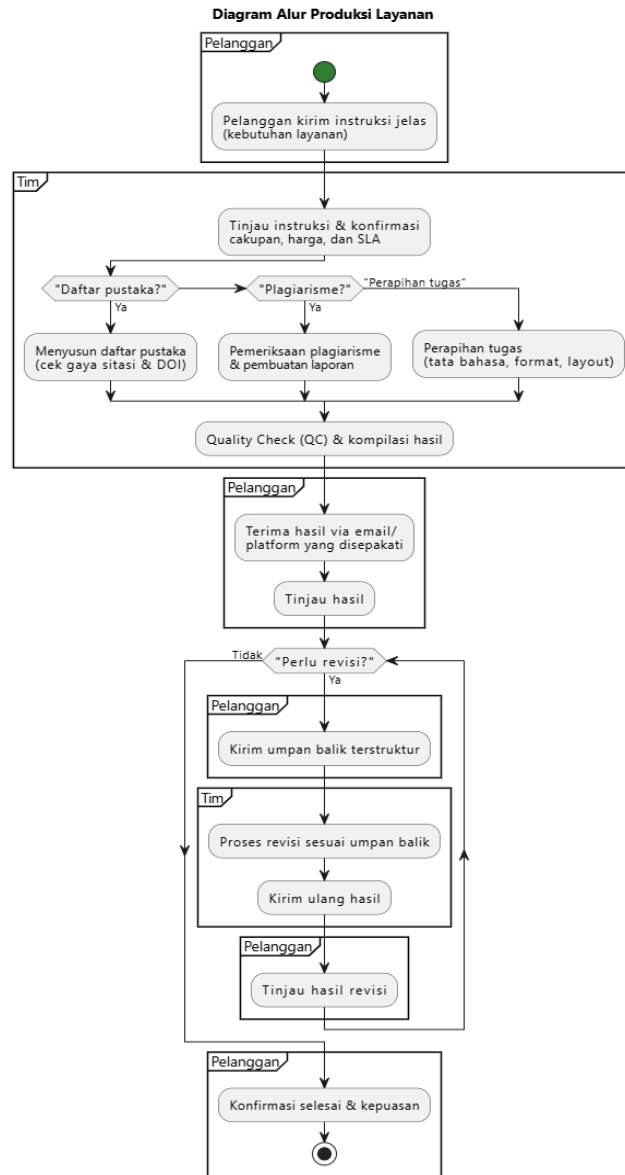 Diagram Alur Produksi Layanan
Pelanggan
Pelanggan kirim instruksi jelas
(kebutuhan layanan)
Tim
Tinjau instruksi & konfirmasi
cakupan, harga, dan SLA
"Daftar pustaka?"
"Plagiarisme?"
"Perapihan tugas"
Ya
Ya
Menyusun daftar pustaka
(cek gaya sitasi & DOI)
Pemeriksaan plagiarisme
& pembuatan laporan
Perapihan tugas
(tata bahasa, format, layout)
Quality Check (QC) & kompilasi hasil
Pelanggan
Terima hasil via email/
platform yang disepakati
Tinjau hasil
Tidak
"Perlu revisi?"
Ya
Pelanggan
Kirim umpan balik terstruktur
Tim
Proses revisi sesuai umpan balik
Kirim ulang hasil
Pelanggan
Tinjau hasil revisi
Pelanggan
Konfirmasi selesai & kepuasan